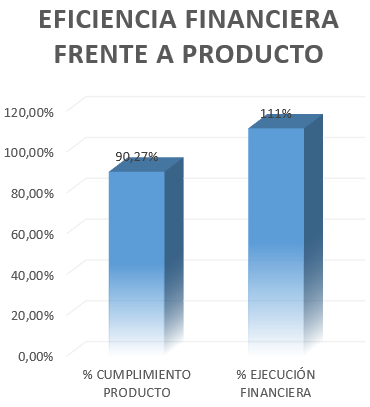 EFICIENCIA FINANCIERA
FRENTE A PRODUCTO
120,00%
100,00%
80,00%
60,00%
40,00%
20,00%
0,00%
90,27%
111%
% CUMPLIMIENTO
PRODUCTO
% EJECUCIÓN
FINANCIERA